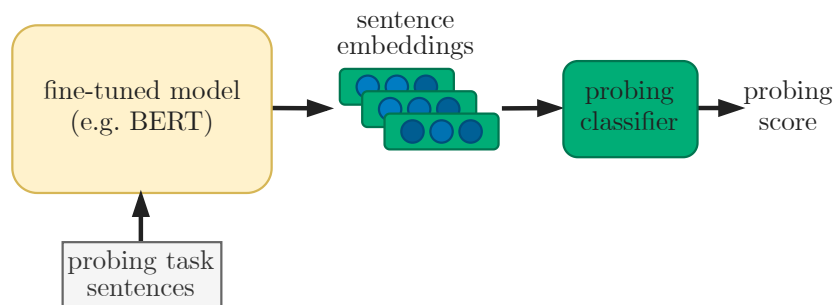 sentence
embeddings
fine-tuned model
(e.g. BERT)
probing
classifier
probing
score
probing task
sentences